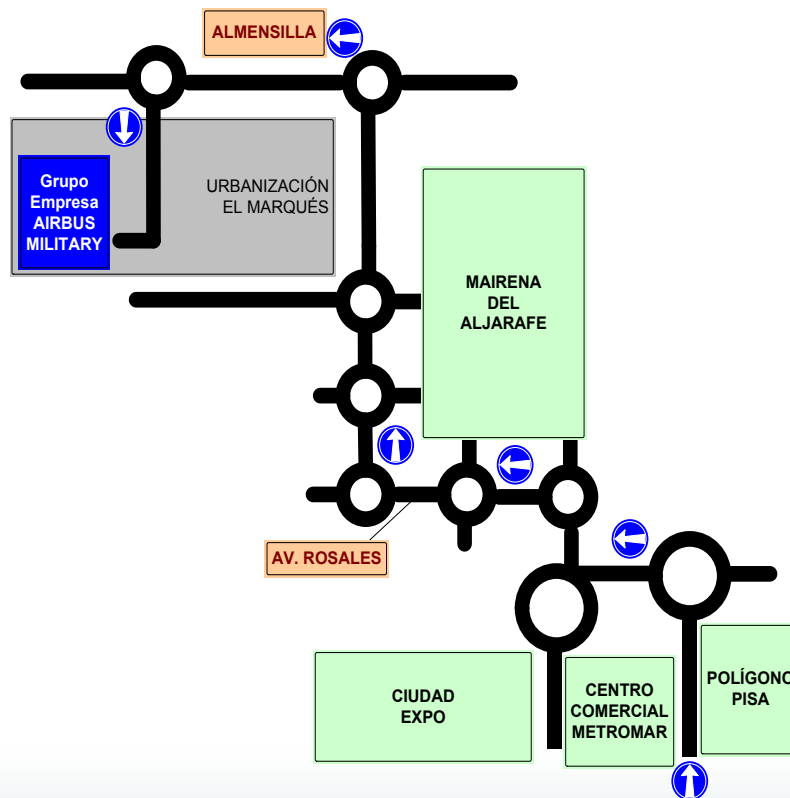 ALMENSILLA
Grupo
Empresa
AIRBUS
MILITARY
URBANIZACIÓN
EL MARQUÉS
MAIRENA
DEL
ALJARAFE
AV. ROSALES
CIUDAD
EXPO
CENTRO
COMERCIAL
METROMAR
POLÍGONO
PISA